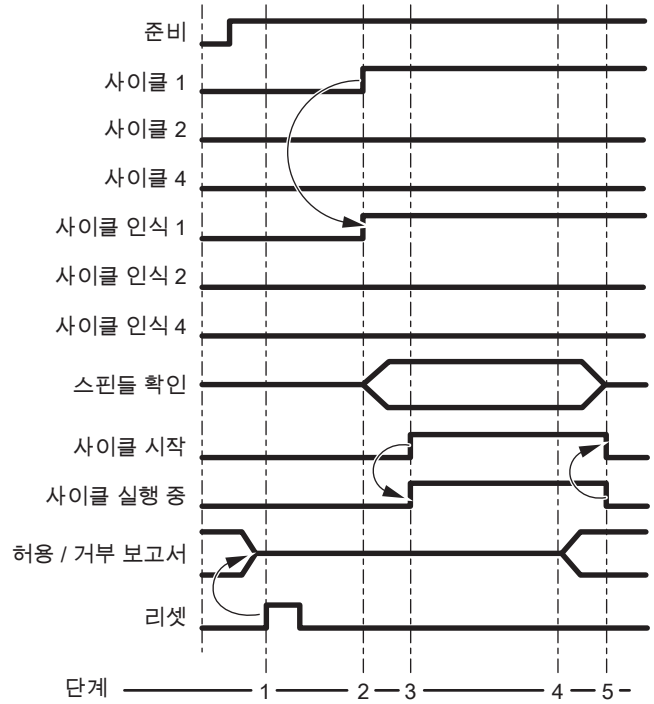 준비
사이클 1
사이클 2
사이클 4
사이클 인식 1
사이클 인식 2
사이클 인식 4
스핀들 확인
사이클 시작
사이클 실행 중
허용 / 거부 보고서
리셋
단계 1 2 3 4 5